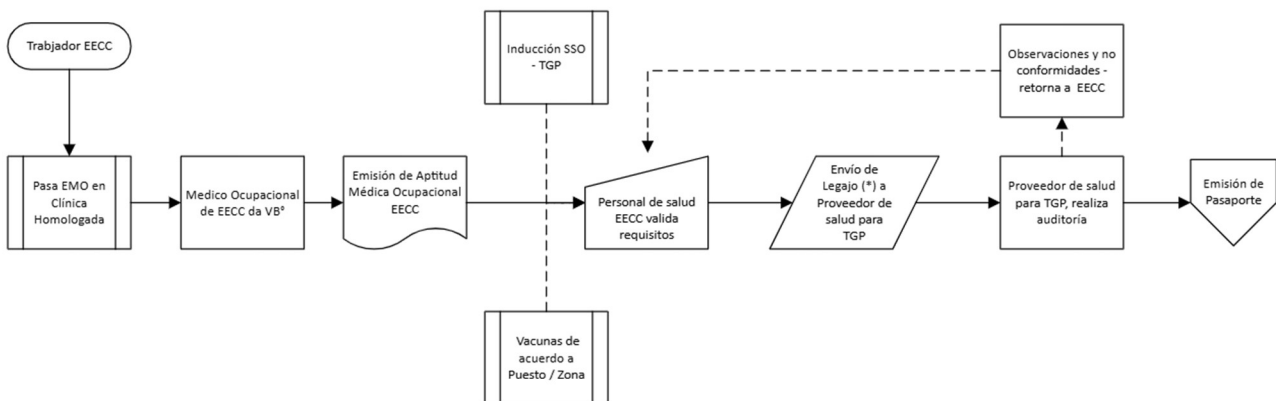 Trabjador EECC
Pasa EMO en
Clínica
Homologada
Medico Ocupacional
de EECC da VB°
Emisión de Aptitud
Médica Ocupacional
EECC
Inducción SSO
- TGP
Vacunas de
acuerdo a
Puesto / Zona
Personal de salud
EECC valida
requisitos
Envío de
Legajo (*) a
Proveedor de
salud para
TGP
Observaciones y no
conformidades -
retorna a EECC
Proveedor de salud
para TGP, realiza
auditoría
Emisión de
Pasaporte